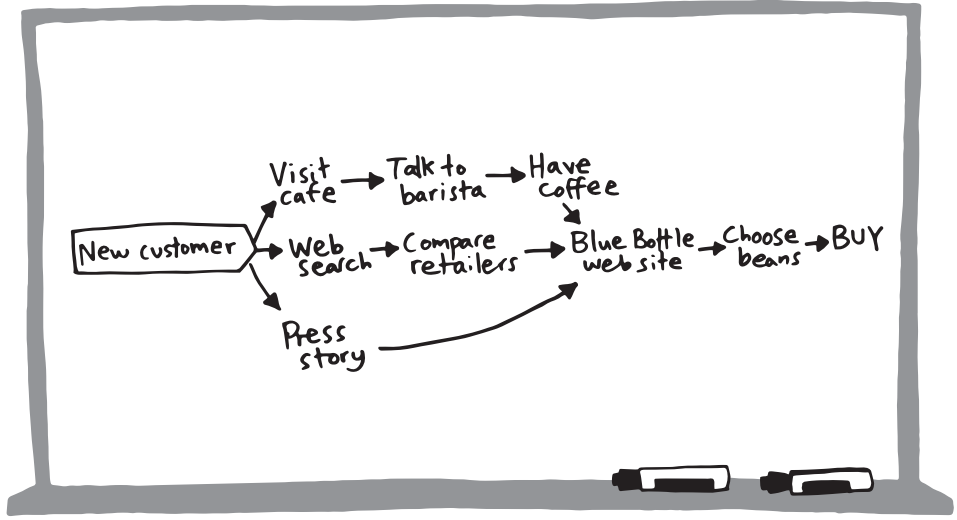 Visit
cafe
Talk to
barista
Have
coffee
New customer
Web
search
Compare
retailers
Blue Bottle
web site
Choose
beans
BUY
Press
story